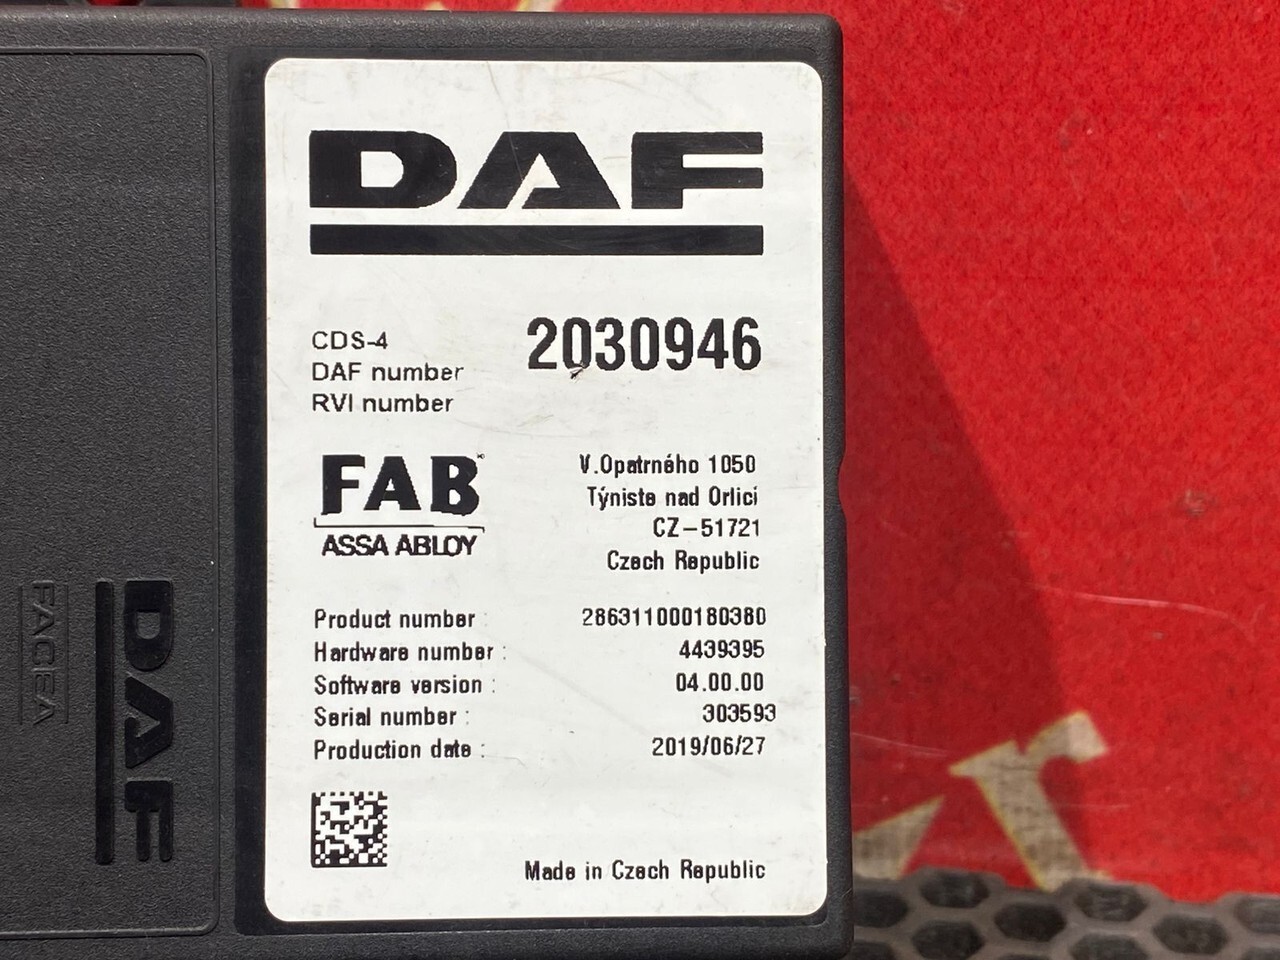 DAF
CDS-4
DAF number 2030946
RVI number
FAB
ASSA ABLOY
V.Opatrného 1050
Týniste nad Orlicí
CZ-51721
Czech Republic
Product number : 286311000180380
Hardware number : 4439395
Software version : 04.00.00
Serial number : 303593
Production date : 2019/06/27
Made in Czech Republic
DAF
FACEA